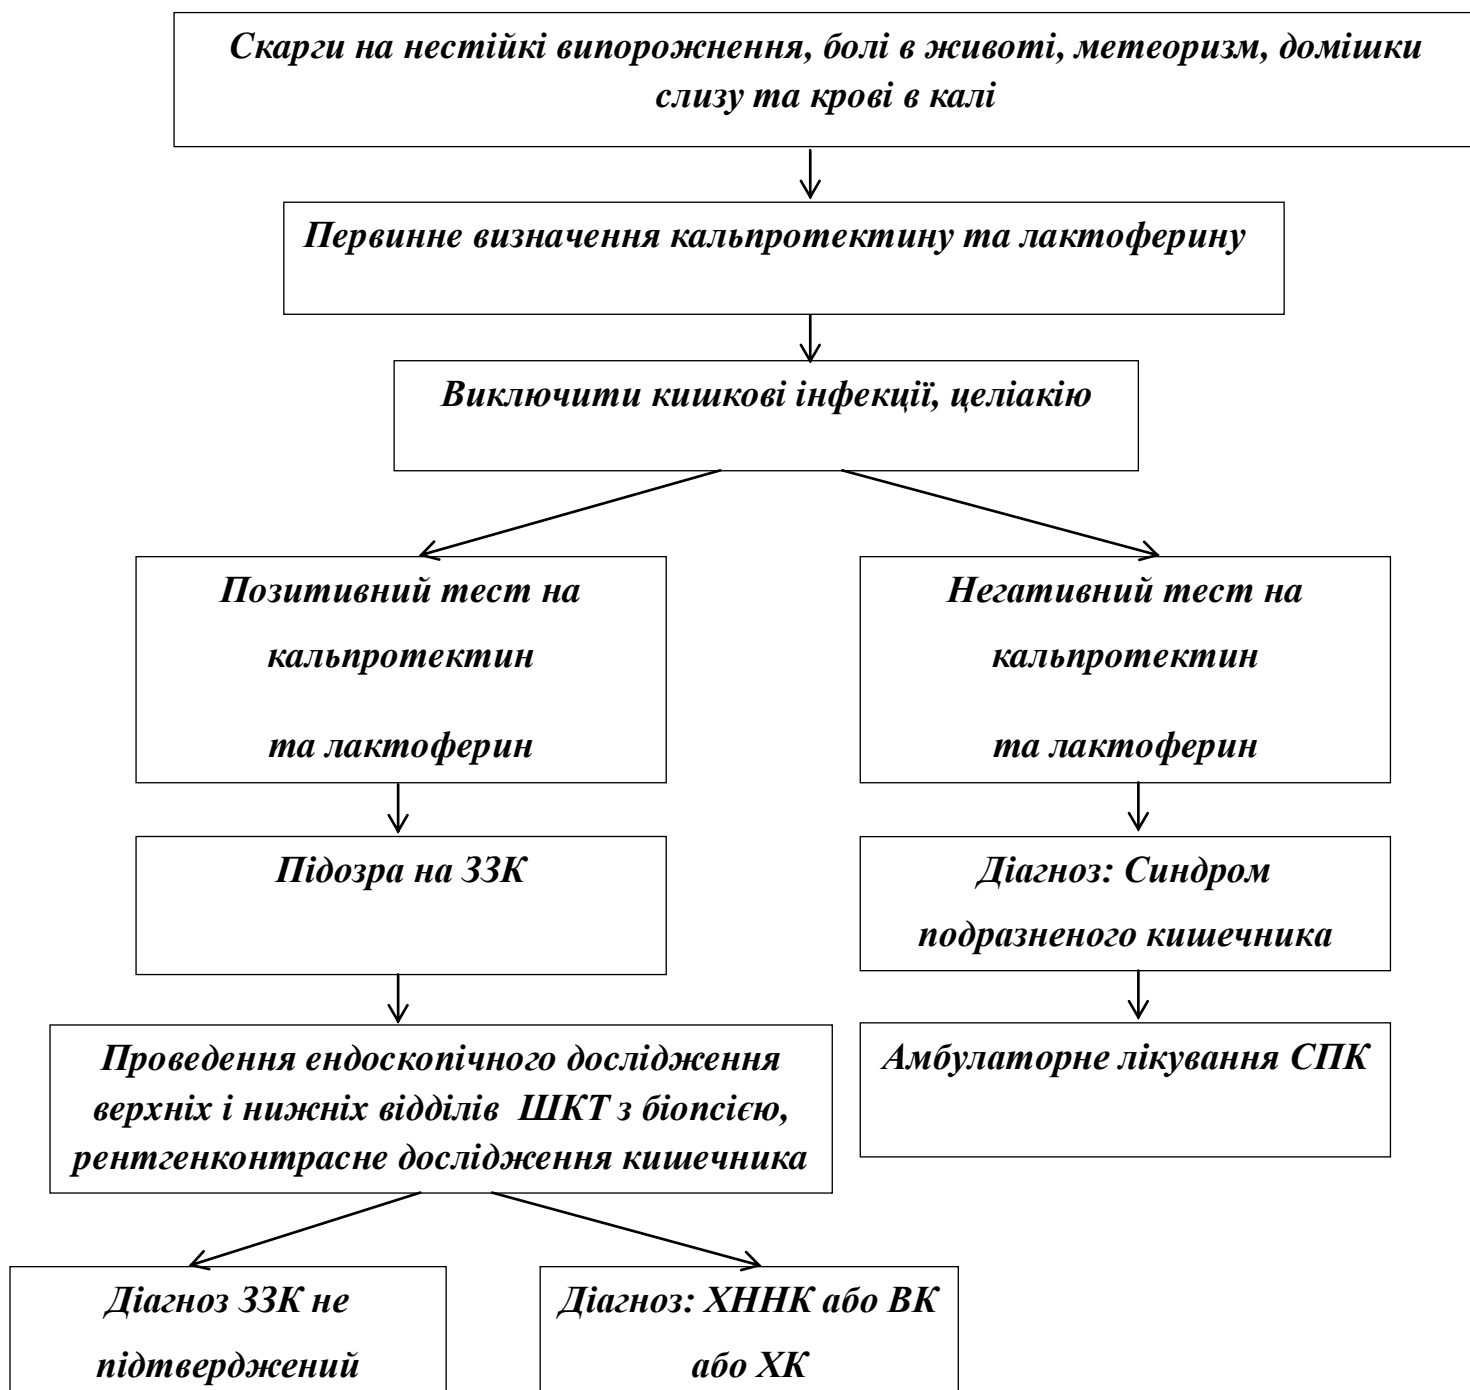 Скарги на нестійкі випорожнення, болі в животі, метеоризм, домішки
слизу та крові в калі
Первинне визначення кальпротектину та лактоферину
Виключити кишкові інфекції, целіакію
Позитивний тест на
кальпротектин
та лактоферин
Негативний тест на
кальпротектин
та лактоферин
Підозра на ЗЗК
Діагноз: Синдром
подразненого кишечника
Проведення ендоскопічного дослідження
верхніх і нижніх відділів ШКТ з біопсією,
рентгенконтрасне дослідження кишечника
Амбулаторне лікування СПК
Діагноз ЗЗК не
підтверджений
Діагноз: ХННК або ВК
або ХК